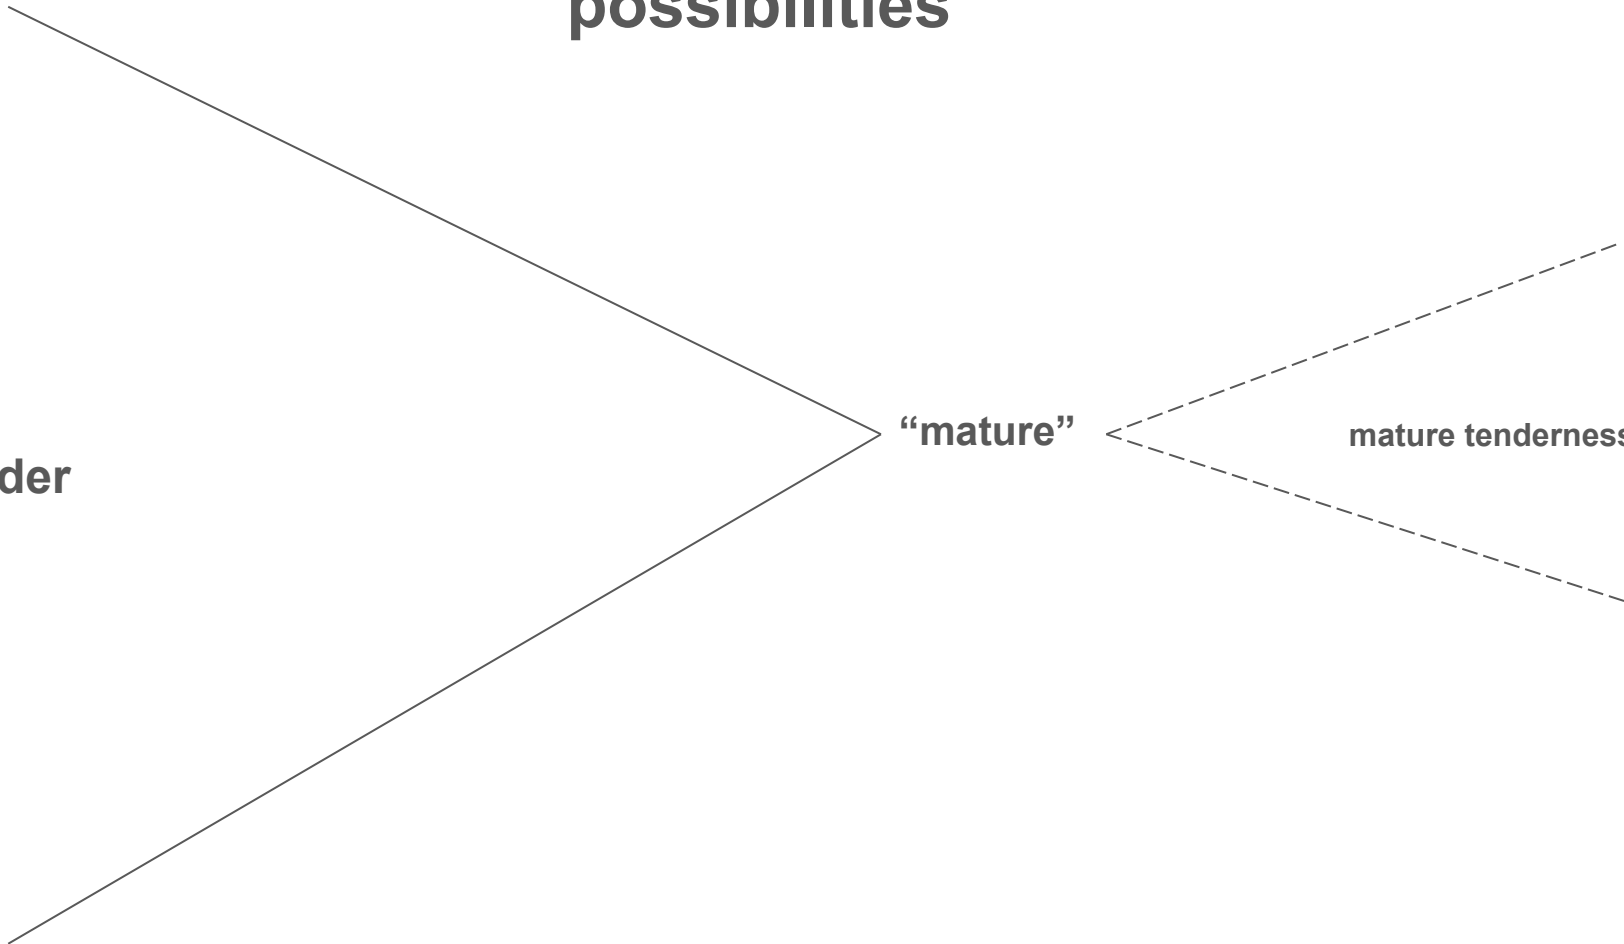 possibilities
“mature”
mature tenderness
der